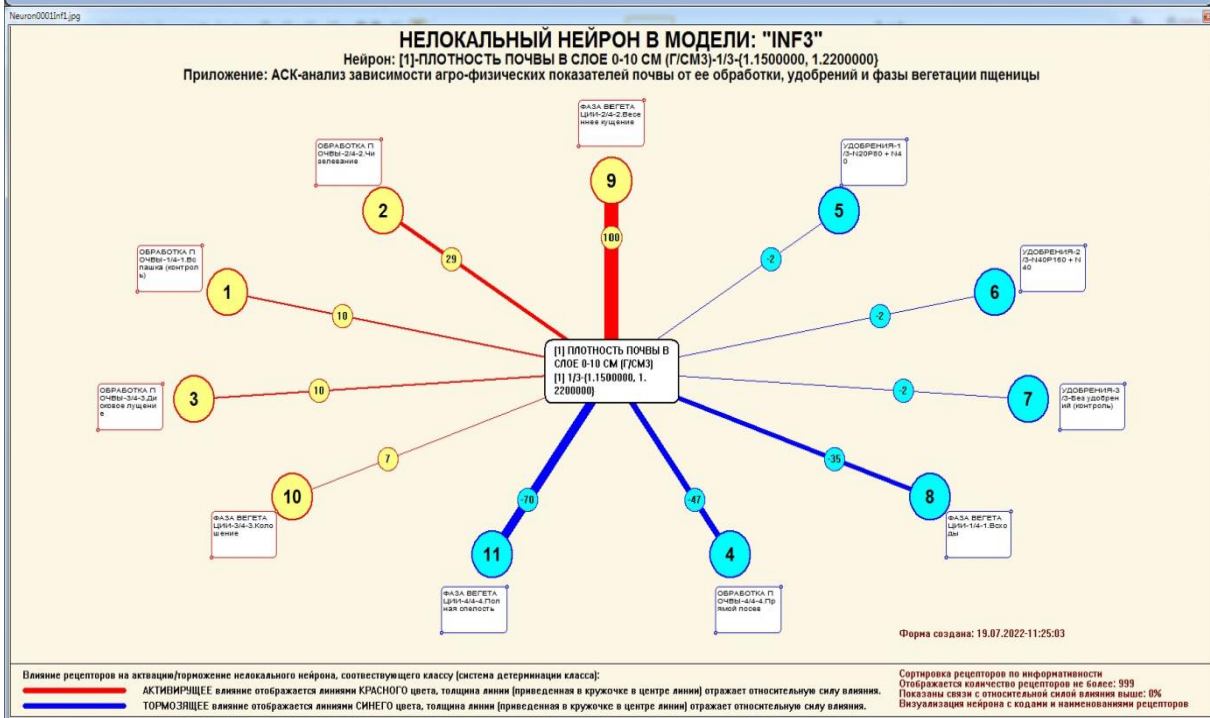 Neuron0001Inf1.jpg
НЕЛОКАЛЬНЫЙ НЕЙРОН В МОДЕЛИ: "INF3"
Нейрон: [1]-ПЛОТНОСТЬ ПОЧВЫ В СЛОЕ 0-10 СМ (Г/СМ3)-1/3-{1.1500000, 1.2200000}
Приложение: АСК-анализ зависимости агро-физических показателей почвы от ее обработки, удобрений и фазы вегетации пщеницы
ФАЗА ВЕГЕТА
ЦИИ-2/4-2.Весе
ннее кущение
9
100
ОБРАБОТКА П
ОЧВЫ-2/4-2.Чи
зелевание
2
29
УДОБРЕНИЯ-1
/3-N20P80 + N4
0
5
-2
ОБРАБОТКА П
ОЧВЫ-1/4-1.Вс
пашка (контрол
ь)
1
10
УДОБРЕНИЯ-2
/3-N40P160 + N
40
6
-2
[1] ПЛОТНОСТЬ ПОЧВЫ В
СЛОЕ 0-10 СМ (Г/СМ3)
[1] 1/3-{1.1500000, 1.
2200000}
ОБРАБОТКА П
ОЧВЫ-3/4-3.Ди
сковое лущени
е
3
10
УДОБРЕНИЯ-3
/3-Без удобрен
ий (контроль)
7
-2
10
7
ФАЗА ВЕГЕТА
ЦИИ-3/4-3.Коло
шение
8
-35
ФАЗА ВЕГЕТА
ЦИИ-1/4-1.Всхо
ды
11
-70
ФАЗА ВЕГЕТА
ЦИИ-4/4-4.Пол
ная спелость
4
-47
ОБРАБОТКА П
ОЧВЫ-4/4-4.Пр
ямой посев
Форма создана: 19.07.2022-11:25:03
Влияние рецепторов на активацию/торможение нелокального нейрона, соотвествующего классу (система детерминации класса):
АКТИВИРУЩЕЕ влияние отображается линиями КРАСНОГО цвета, толщина линии (приведенная в кружочке в центре линии) отражает относительную силу влияния.
ТОРМОЗЯЩЕЕ влияние отображается линиями СИНЕГО цвета, толщина линии (приведенная в кружочке в центре линии) отражает относительную силу влияния.
Сортировка рецепторов по информативности
Отображается количество рецепторов не более: 999
Показаны связи с относительной силой влияния выше: 0%
Визуализация нейрона с кодами и наименованиями рецепторов